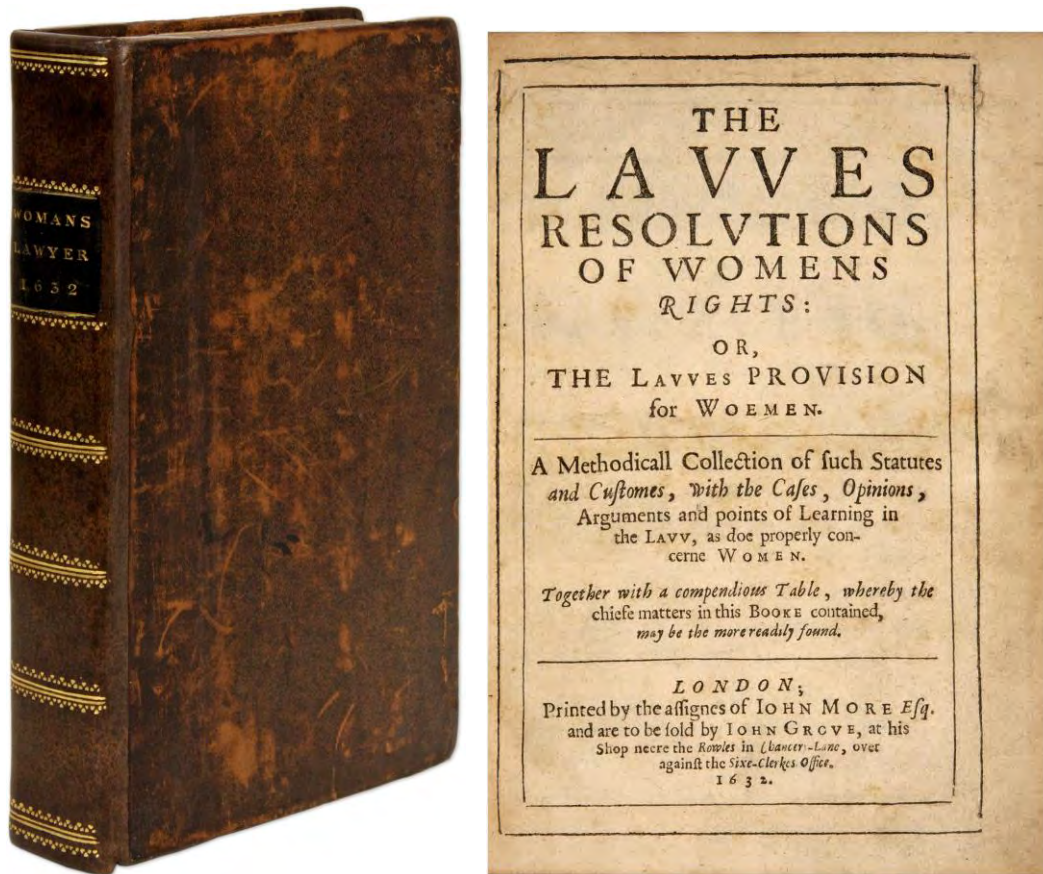 WOMANS
LAWYER
1632
THE
LAVVES
RESOLVTIONS
OF WOMENS
RIGHTS:
OR,
THE LAVVES PROVISION
for WOEMEN.
A Methodicall Collection of ſuch Statutes
and Cuſtomes, with the Caſes, Opinions,
Arguments and points of Learning in
the LAVV, as doe properly con-
cerne WOMEN.
Together with a compendious Table, whereby the
chiefe matters in this BOOKE contained,
may be the more readily found.
LONDON;
Printed by the aſſignes of IOHN MORE Eſq.
and are to be ſold by IOHN GROVE, at his
Shop neere the Rowles in Chancery-Lane, over
againſt the Sixe-Clerkes Office.
1632.